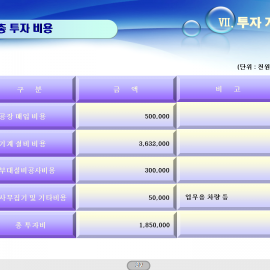 종 투자 비용
Ⅶ. 투자 계
(단위 : 천원
구 분
금 액
비 고
공장 매입 비용
500,000
기계 설비 비용
3,632,000
부대설비공사비용
300,000
사무집기 및 기타비용
50,000
법무용 차량 등
총 투자비
1,850,000